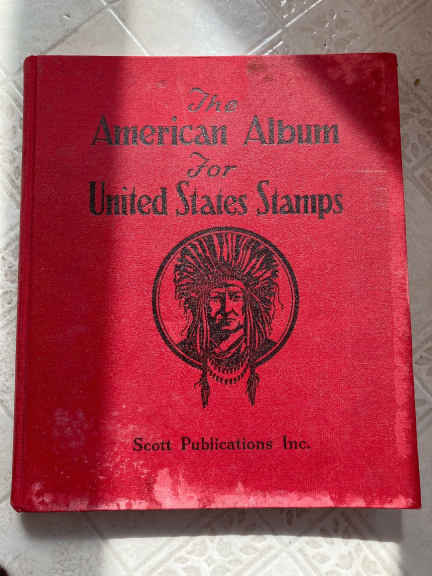 The
American Album
For
United States Stamps
Scott Publications Inc.